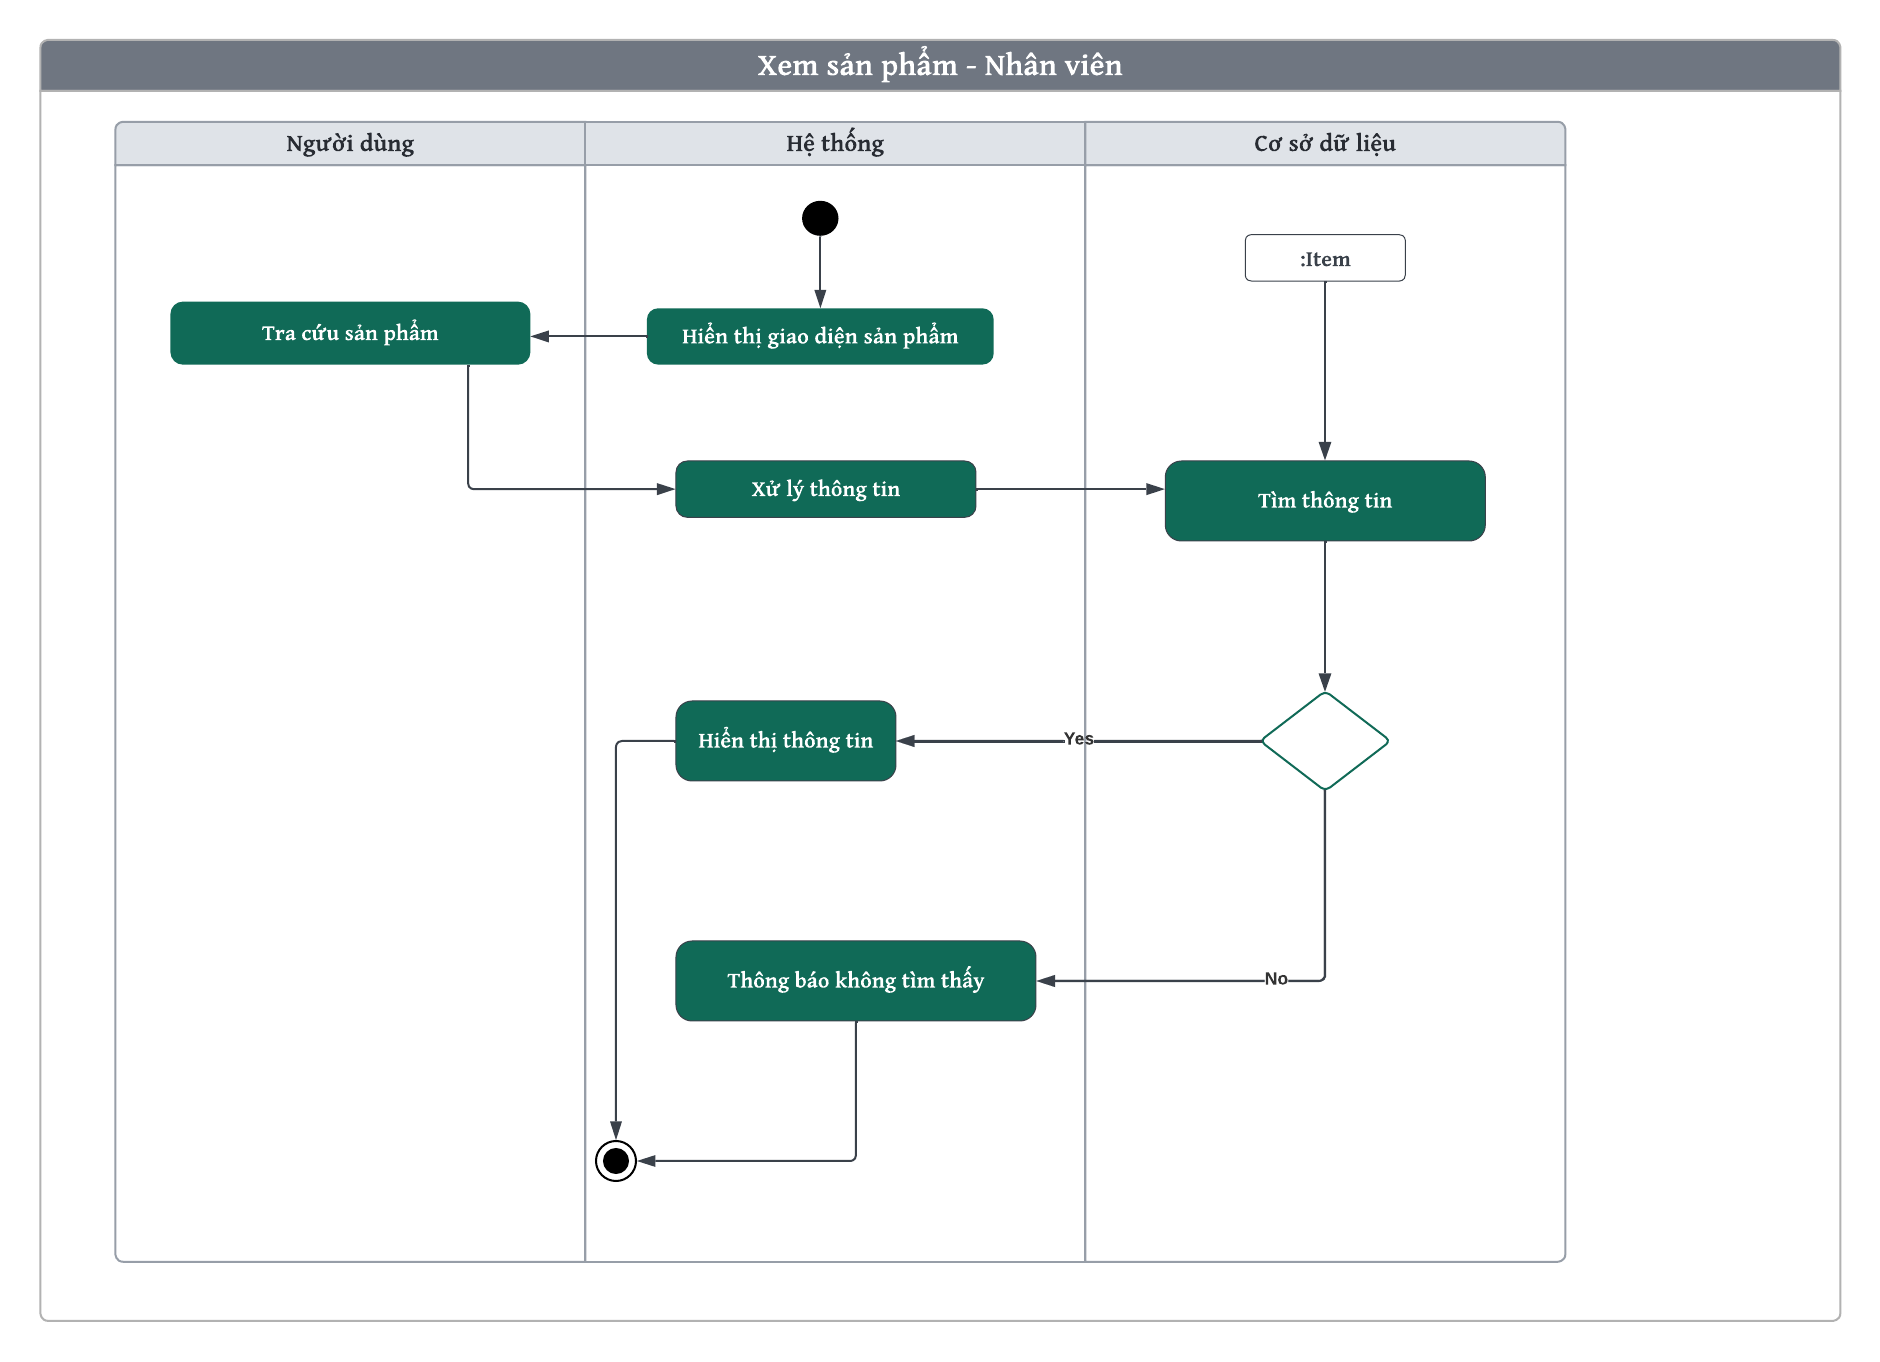 Xem sản phẩm - Nhân viên
Người dùng
Hệ thống
Cơ sở dữ liệu
:Item
Tra cứu sản phẩm
Hiển thị giao diện sản phẩm
Xử lý thông tin
Tìm thông tin
Hiển thị thông tin
Yes
Thông báo không tìm thấy
No